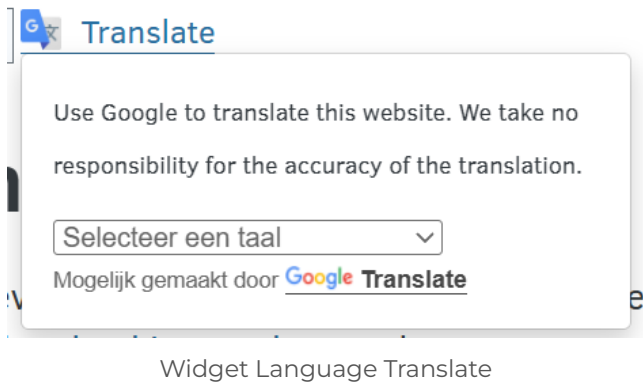 Translate
Use Google to translate this website. We take no
responsibility for the accuracy of the translation.
Selecteer een taal
Mogelijk gemaakt door Google Translate
Widget Language Translate